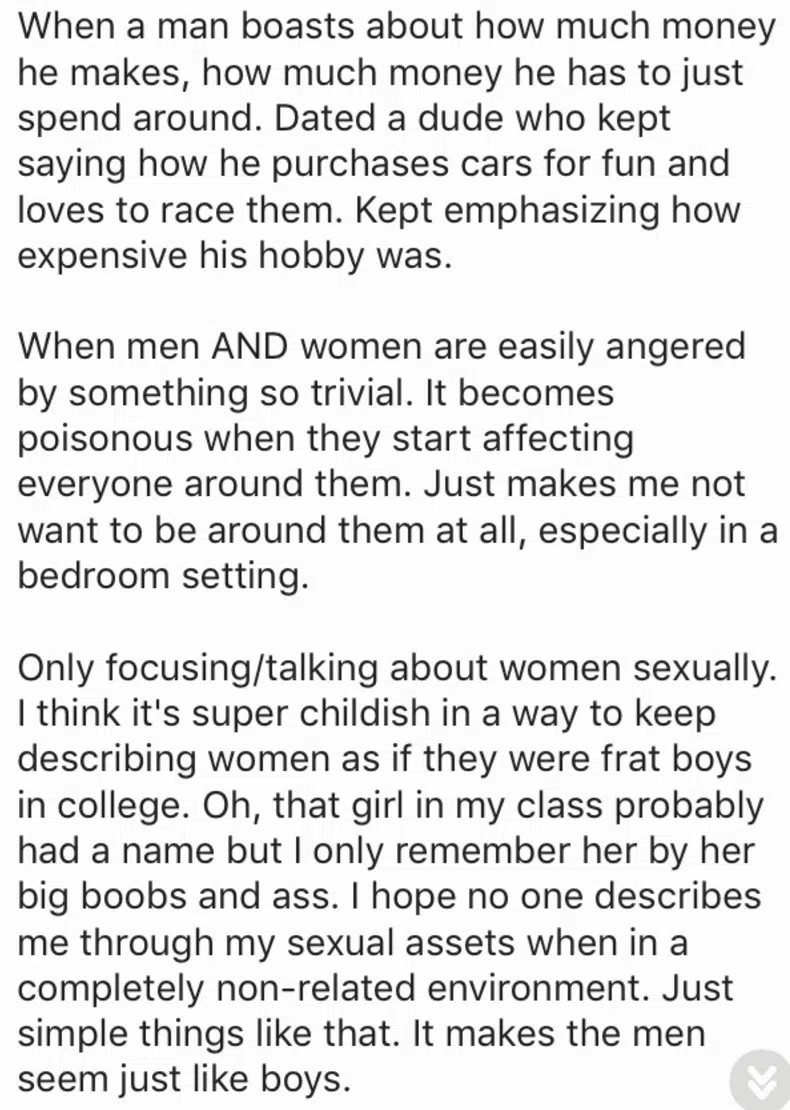 When a man boasts about how much money
he makes, how much money he has to just
spend around. Dated a dude who kept
saying how he purchases cars for fun and
loves to race them. Kept emphasizing how
expensive his hobby was.
When men AND women are easily angered
by something so trivial. It becomes
poisonous when they start affecting
everyone around them. Just makes me not
want to be around them at all, especially in a
bedroom setting.
Only focusing/talking about women sexually.
I think it's super childish in a way to keep
describing women as if they were frat boys
in college. Oh, that girl in my class probably
had a name but I only remember her by her
big boobs and ass. I hope no one describes
me through my sexual assets when in a
completely non-related environment. Just
simple things like that. It makes the men
seem just like boys.